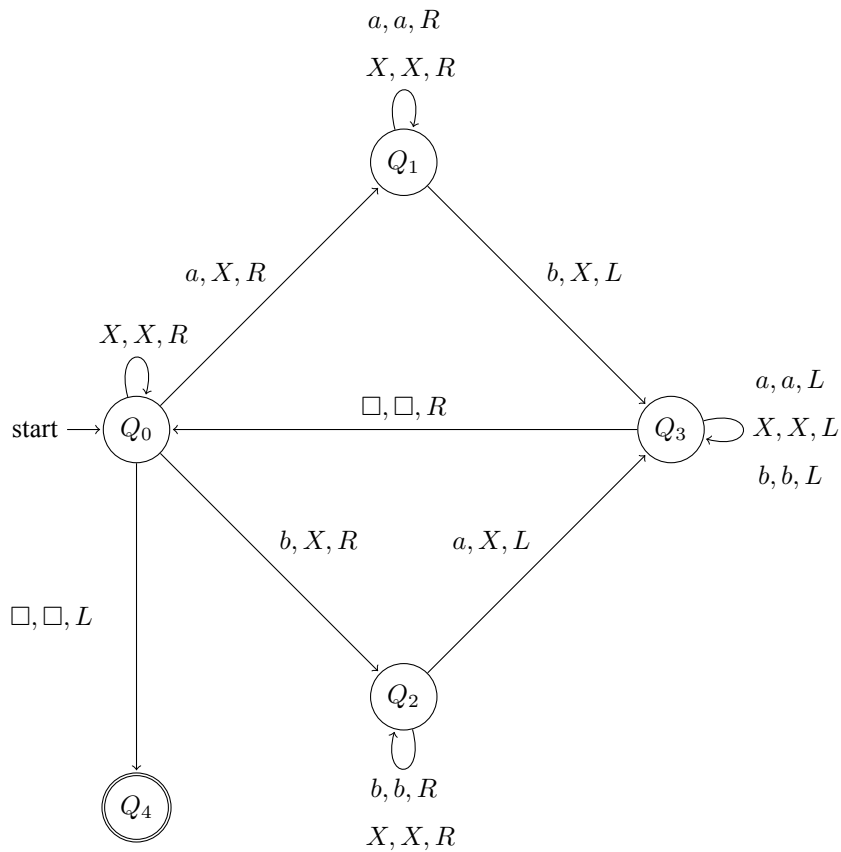 a, a, R
X, X, R
Q₁
a, X, R
b, X, L
X, X, R
a, a, L
□, □, R
start
Q₀
Q₃
X, X, L
b, b, L
b, X, R
a, X, L
□, □, L
Q₂
b, b, R
Q₄
X, X, R